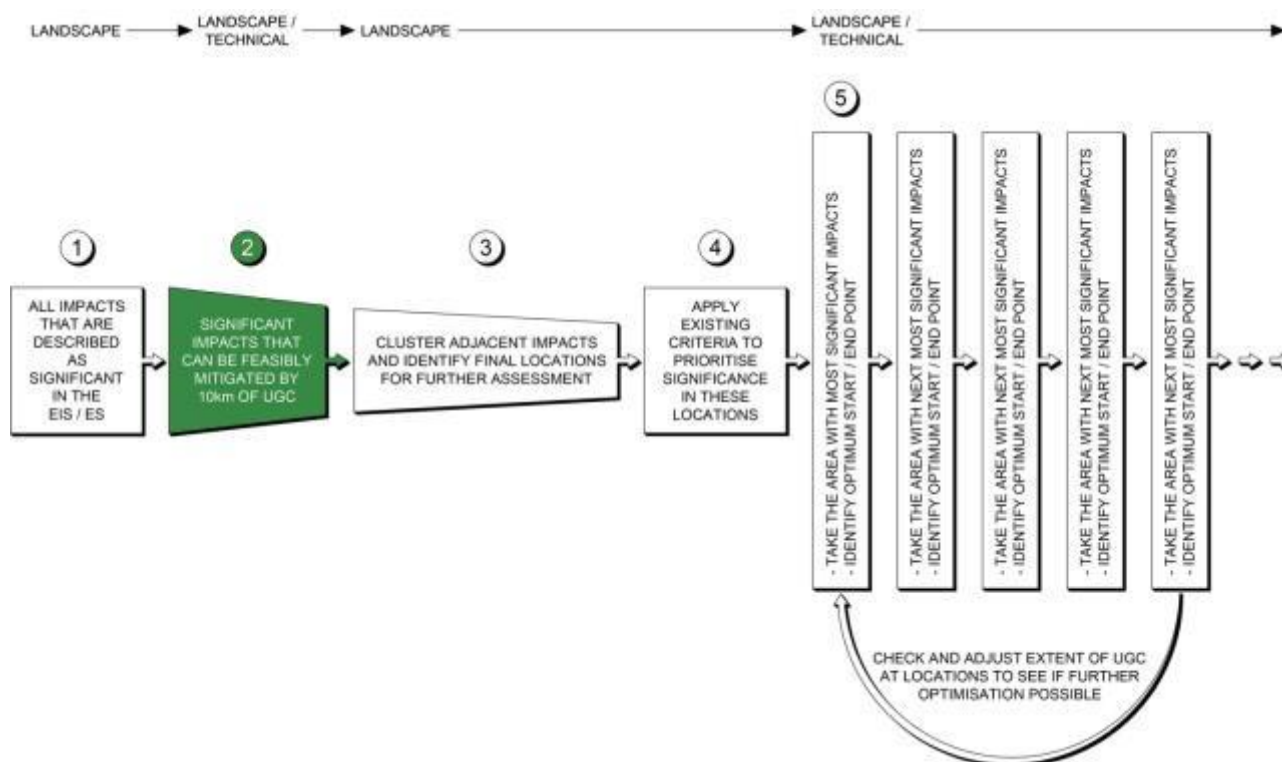 LANDSCAPE
LANDSCAPE /
TECHNICAL
LANDSCAPE
LANDSCAPE /
TECHNICAL
1
ALL IMPACTS
THAT ARE
DESCRIBED
AS
SIGNIFICANT
IN THE
EIS / ES
2
SIGNIFICANT
IMPACTS THAT
CAN BE FEASIBLY
MITIGATED BY
10km OF UGC
3
CLUSTER ADJACENT IMPACTS
AND IDENTIFY FINAL LOCATIONS
FOR FURTHER ASSESSMENT
4
APPLY
EXISTING
CRITERIA TO
PRIORITISE
SIGNIFICANCE
IN THESE
LOCATIONS
5
- TAKE THE AREA WITH MOST SIGNIFICANT IMPACTS
- IDENTIFY OPTIMUM START / END POINT
- TAKE THE AREA WITH NEXT MOST SIGNIFICANT IMPACTS
- IDENTIFY OPTIMUM START / END POINT
- TAKE THE AREA WITH NEXT MOST SIGNIFICANT IMPACTS
- IDENTIFY OPTIMUM START / END POINT
- TAKE THE AREA WITH NEXT MOST SIGNIFICANT IMPACTS
- IDENTIFY OPTIMUM START / END POINT
- TAKE THE AREA WITH NEXT MOST SIGNIFICANT IMPACTS
- IDENTIFY OPTIMUM START / END POINT
CHECK AND ADJUST EXTENT OF UGC
AT LOCATIONS TO SEE IF FURTHER
OPTIMISATION POSSIBLE